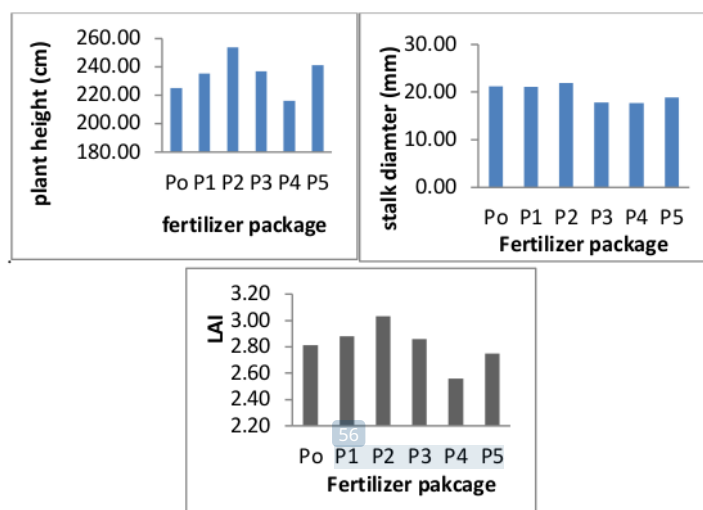 plant height (cm)
260.00
240.00
220.00
200.00
180.00
Po P1 P2 P3 P4 P5
fertilizer package
stalk diamter (mm)
30.00
20.00
10.00
0.00
Po P1 P2 P3 P4 P5
Fertilizer package
LAI
3.20
3.00
2.80
2.60
2.40
2.20
56
Po P1 P2 P3 P4 P5
Fertilizer pakcage